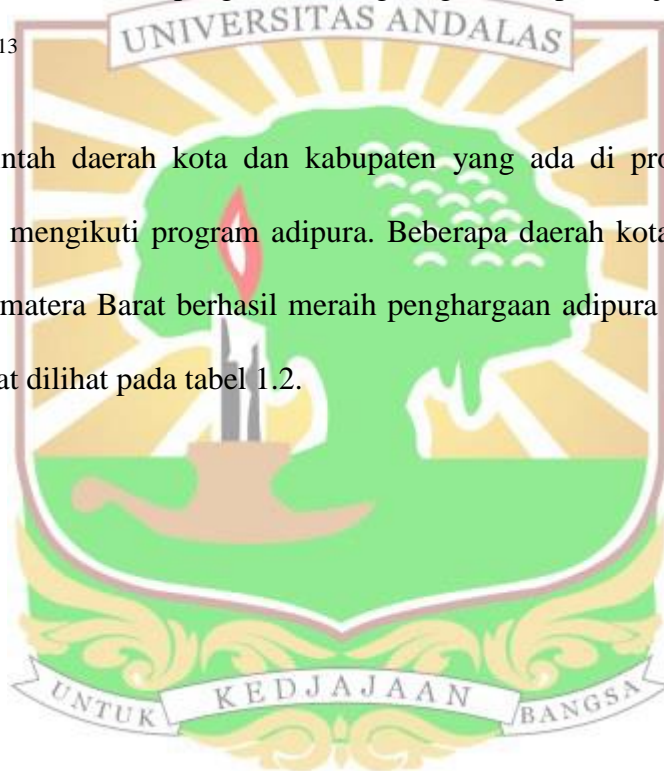 UNIVERSITAS ANDALAS
13
ntah daerah kota dan kabupaten yang ada di pro
mengikuti program adipura. Beberapa daerah kota
matera Barat berhasil meraih penghargaan adipura
at dilihat pada tabel 1.2.
UNTUK KEDJAJAAN BANGSA